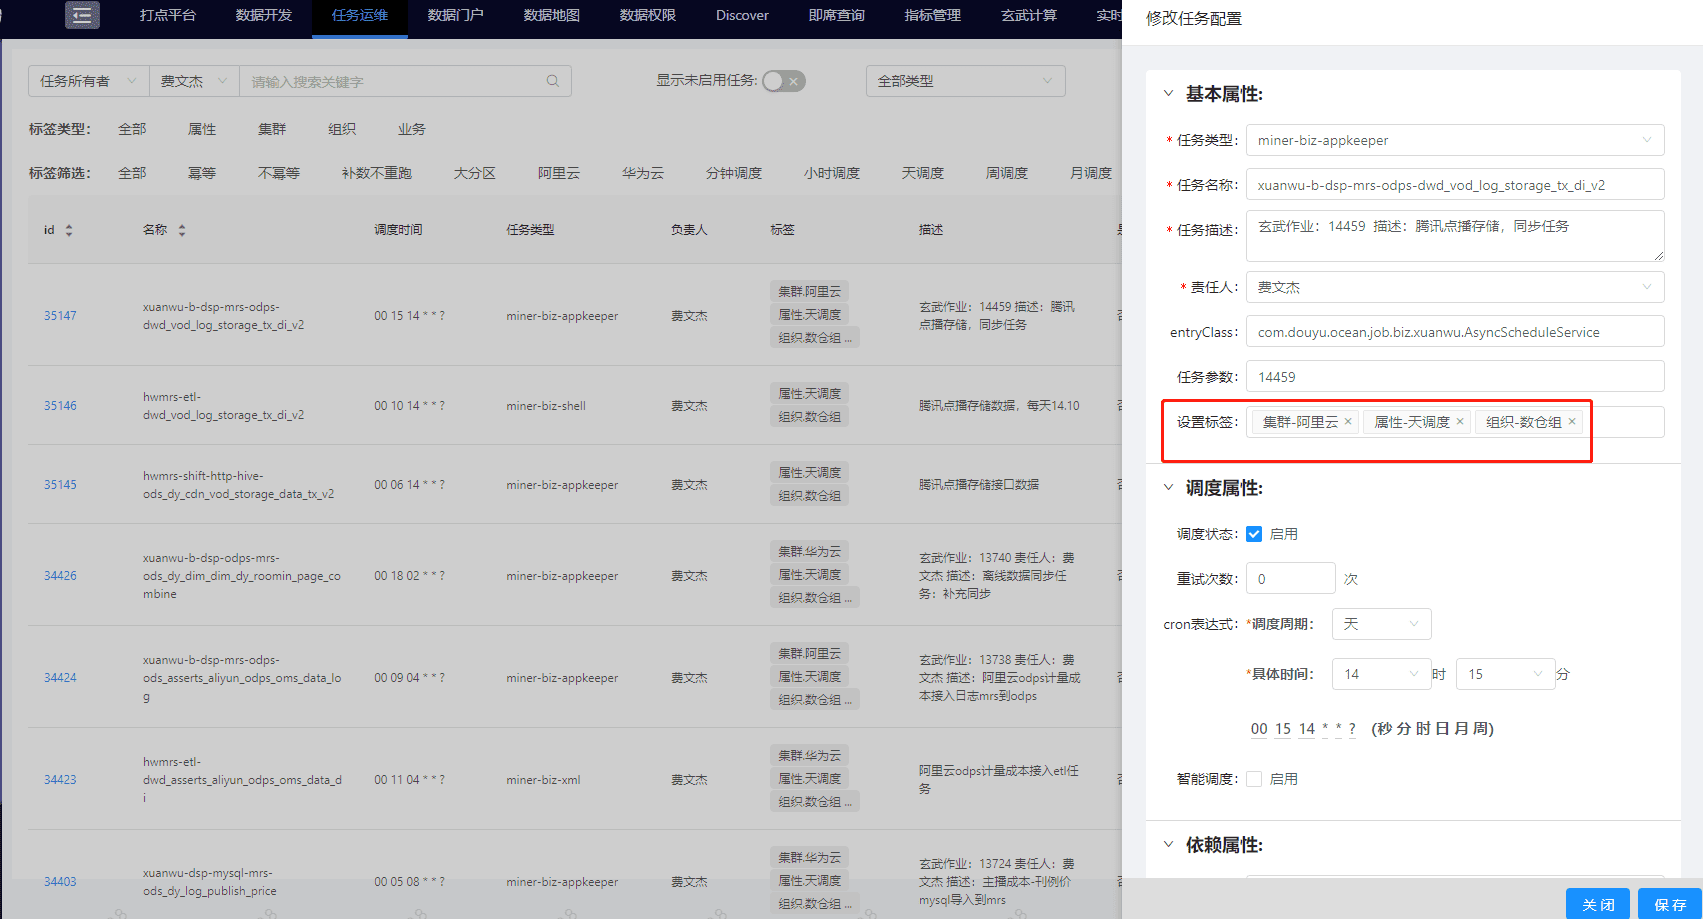 打点平台 数据开发 任务运维 数据门户 数据地图 数据权限 Discover 即席查询 指标管理 玄武计算 实时
任务所有者 费文杰 请输入搜索关键字 显示未启用任务: 全部类型
标签类型: 全部 属性 集群 组织 业务
标签筛选: 全部 幂等 不幂等 补数不重跑 大分区 阿里云 华为云 分钟调度 小时调度 天调度 周调度 月调度
id 名称 调度时间 任务类型 负责人 标签 描述
35147 xuanwu-b-dsp-mrs-odps-
dwd_vod_log_storage_tx_di_v2 00 15 14 * * ? miner-biz-appkeeper 费文杰
集群.阿里云
属性.天调度
组织.数仓组 ...
玄武作业：14459 描述：腾讯
点播存储，同步任务
35146 hwmrs-etl-
dwd_vod_log_storage_tx_di_v2 00 10 14 * * ? miner-biz-shell 费文杰
属性.天调度
组织.数仓组
腾讯点播存储数据，每天14.10
35145 hwmrs-shift-http-hive-
ods_dy_cdn_vod_storage_data_tx_v2 00 06 14 * * ? miner-biz-appkeeper 费文杰
属性.天调度
组织.数仓组
腾讯点播存储接口数据
34426 xuanwu-b-dsp-odps-mrs-
ods_dy_dim_dim_dy_roomin_page_co
mbine 00 18 02 * * ? miner-biz-appkeeper 费文杰
集群.华为云
属性.天调度
组织.数仓组 ...
玄武作业：13740 责任人：费
文杰 描述：离线数据同步任
务：补充同步
34424 xuanwu-b-dsp-mrs-odps-
ods_asserts_aliyun_odps_oms_data_lo
g 00 09 04 * * ? miner-biz-appkeeper 费文杰
集群.阿里云
属性.天调度
组织.数仓组 ...
玄武作业：13738 责任人：费
文杰 描述：阿里云odps计量成
本接入日志mrs到odps
34423 hwmrs-etl-
dwd_asserts_aliyun_odps_oms_data_d
i 00 11 04 * * ? miner-biz-xml 费文杰
集群.华为云
属性.天调度
组织.数仓组 ...
阿里云odps计量成本接入etl任
务
34403 xuanwu-dsp-mysql-mrs-
ods_dy_log_publish_price 00 05 08 * * ? miner-biz-appkeeper 费文杰
集群.华为云
属性.天调度
组织.数仓组 ...
玄武作业：13724 责任人：费
文杰 描述：主播成本-刊例价
mysql导入到mrs
修改任务配置
基本属性:
* 任务类型: miner-biz-appkeeper
* 任务名称: xuanwu-b-dsp-mrs-odps-dwd_vod_log_storage_tx_di_v2
* 任务描述: 玄武作业：14459 描述：腾讯点播存储，同步任务
* 责任人: 费文杰
entryClass: com.douyu.ocean.job.biz.xuanwu.AsyncScheduleService
任务参数: 14459
设置标签: 集群-阿里云 × 属性-天调度 × 组织-数仓组 ×
调度属性:
调度状态: 启用
重试次数: 0 次
cron表达式: *调度周期: 天
*具体时间: 14 时 15 分
00 15 14 * * ? (秒 分 时 日 月 周)
智能调度: 启用
依赖属性:
关 闭 保 存